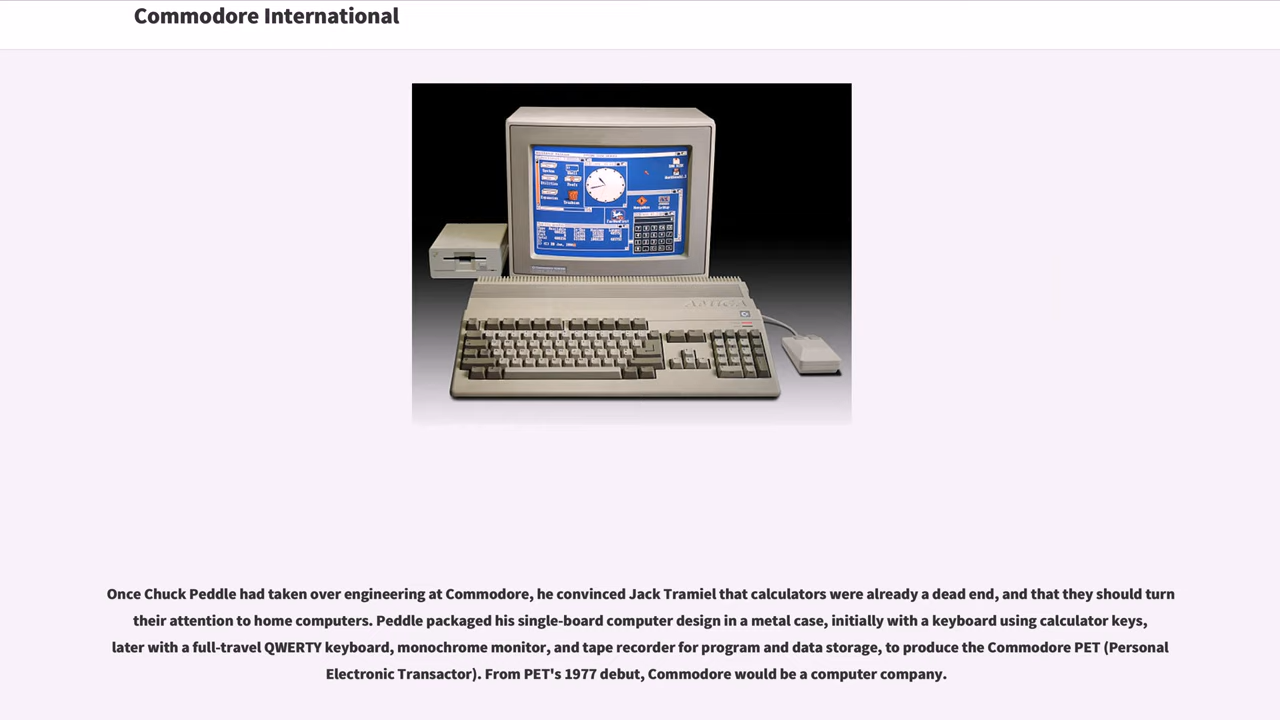 Commodore International
AMIGA
Once Chuck Peddle had taken over engineering at Commodore, he convinced Jack Tramiel that calculators were already a dead end, and that they should turn
their attention to home computers. Peddle packaged his single-board computer design in a metal case, initially with a keyboard using calculator keys,
later with a full-travel QWERTY keyboard, monochrome monitor, and tape recorder for program and data storage, to produce the Commodore PET (Personal
Electronic Transactor). From PET's 1977 debut, Commodore would be a computer company.